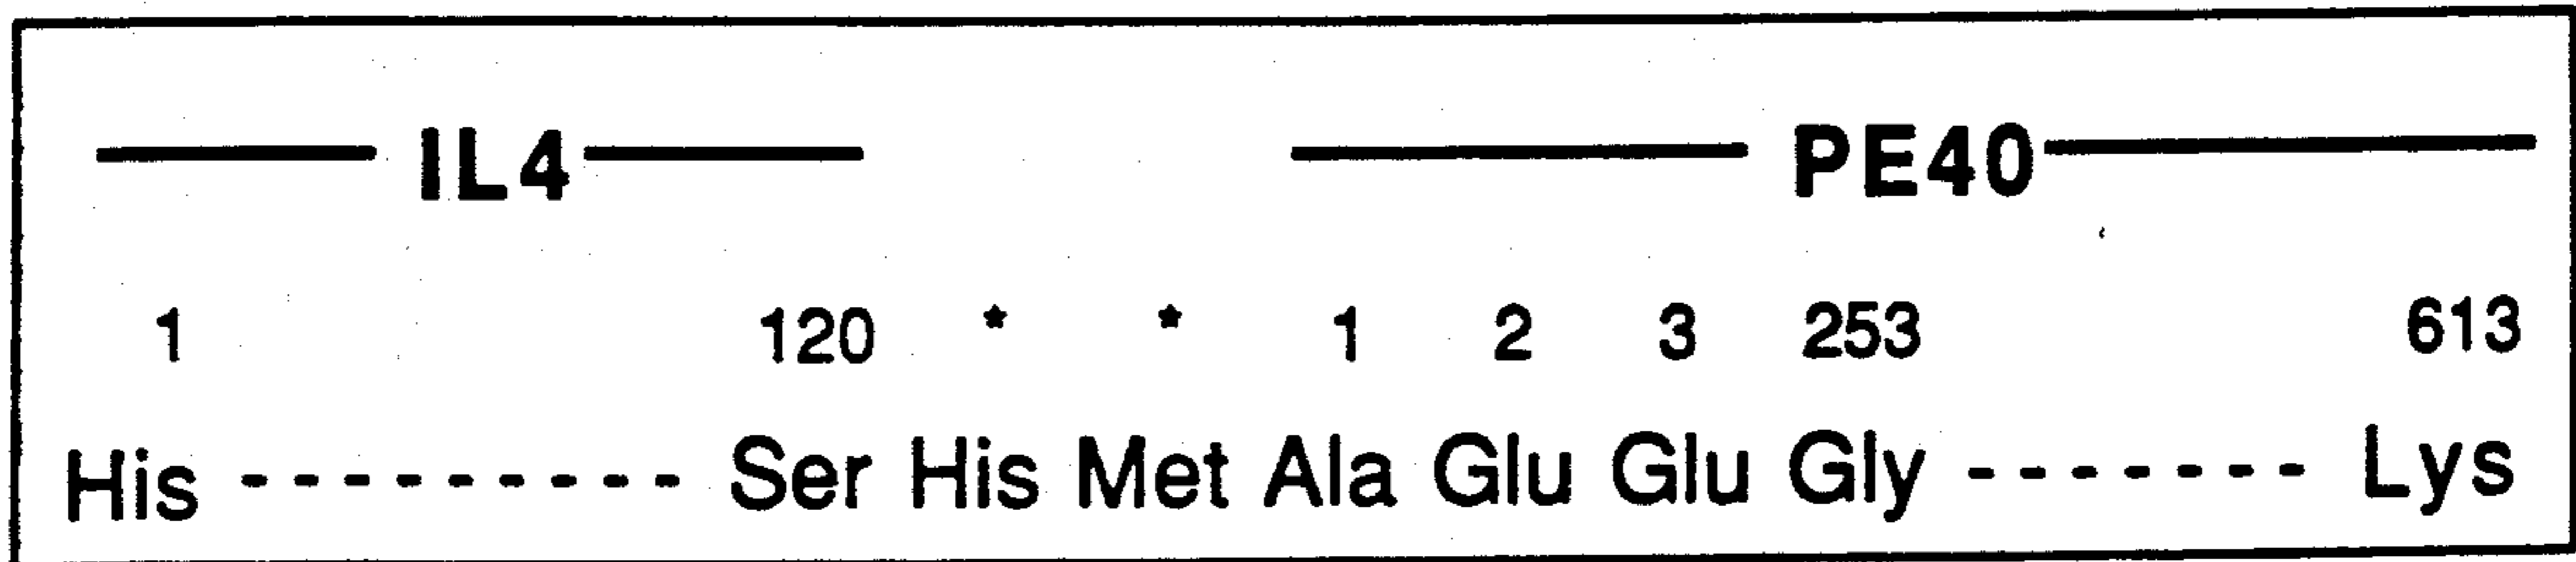 IL4 PE40
1 120 * * 1 2 3 253 613
His --------- Ser His Met Ala Glu Glu Gly ------- Lys